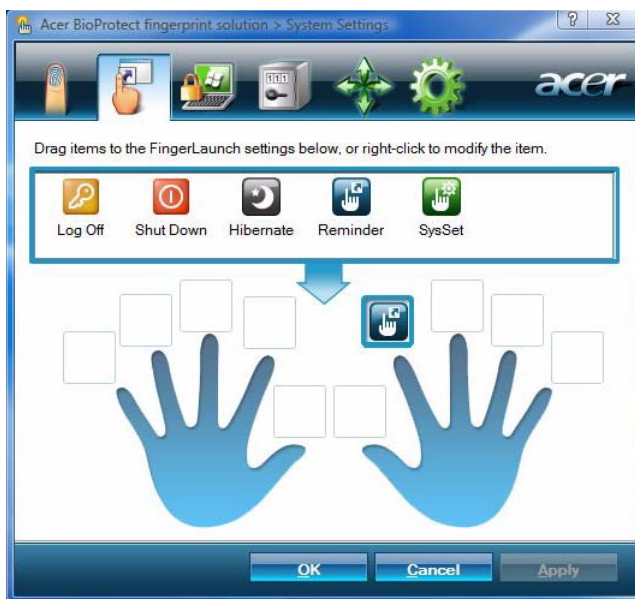 Acer BioProtect fingerprint solution > System Settings
acer
Drag items to the FingerLaunch settings below, or right-click to modify the item.
Log Off Shut Down Hibernate Reminder SysSet
OK Cancel Apply